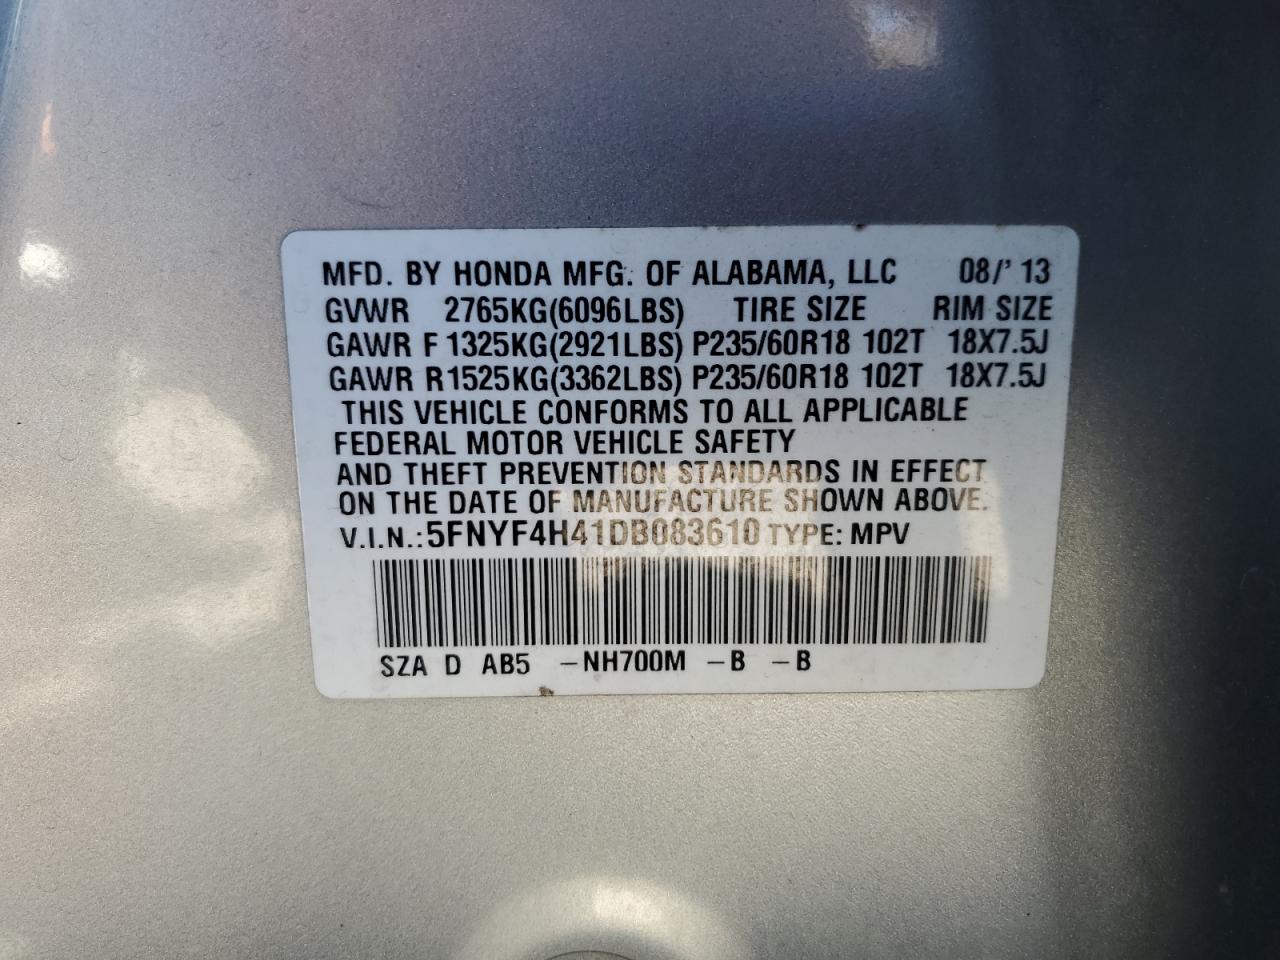 MFD. BY HONDA MFG. OF ALABAMA, LLC 08/' 13
GVWR 2765KG(6096LBS) TIRE SIZE RIM SIZE
GAWR F 1325KG(2921LBS) P235/60R18 102T 18X7.5J
GAWR R1525KG(3362LBS) P235/60R18 102T 18X7.5J
THIS VEHICLE CONFORMS TO ALL APPLICABLE
FEDERAL MOTOR VEHICLE SAFETY
AND THEFT PREVENTION STANDARDS IN EFFECT
ON THE DATE OF MANUFACTURE SHOWN ABOVE.
V.I.N.:5FNYF4H41DB083610 TYPE: MPV
SZA D AB5 -NH700M -B -B